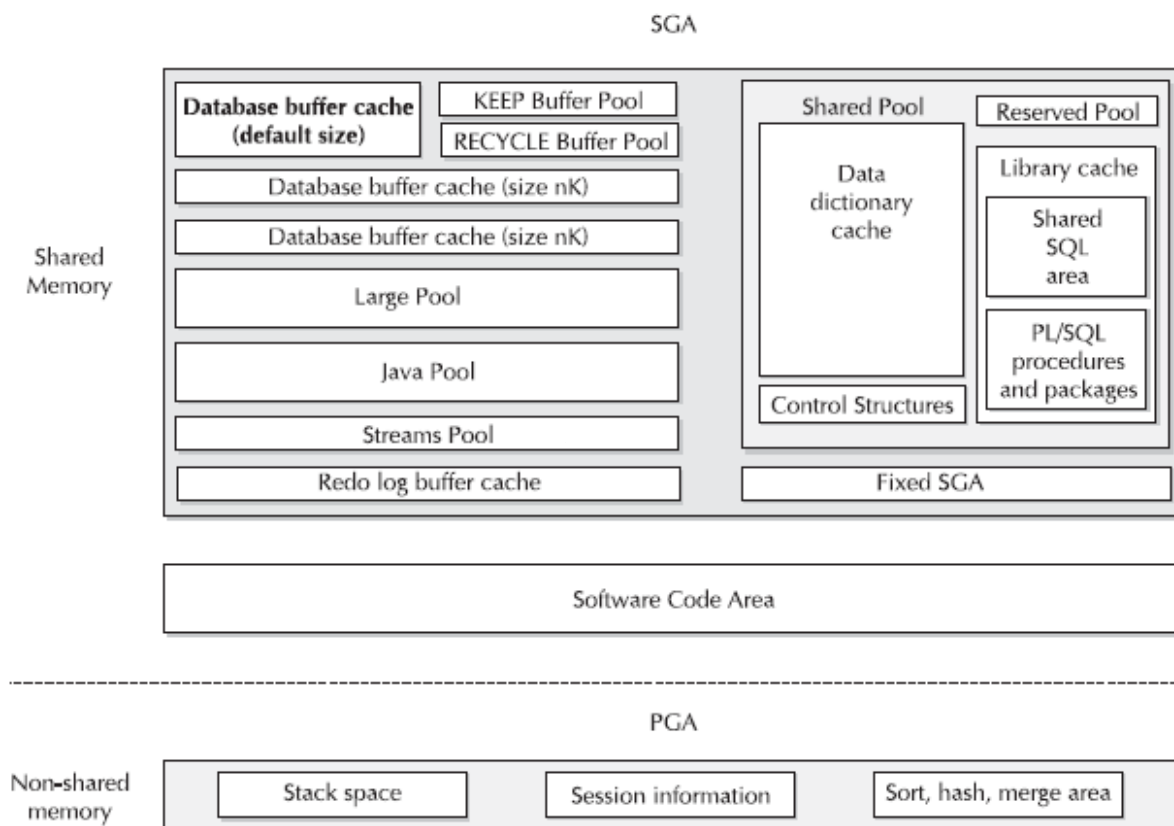 SGA
Database buffer cache
(default size)
KEEP Buffer Pool
RECYCLE Buffer Pool
Database buffer cache (size nK)
Database buffer cache (size nK)
Large Pool
Java Pool
Streams Pool
Redo log buffer cache
Shared Pool
Reserved Pool
Data
dictionary
cache
Library cache
Shared
SQL
area
PL/SQL
procedures
and packages
Control Structures
Fixed SGA
Shared
Memory
Software Code Area
PGA
Non-shared
memory
Stack space
Session information
Sort, hash, merge area